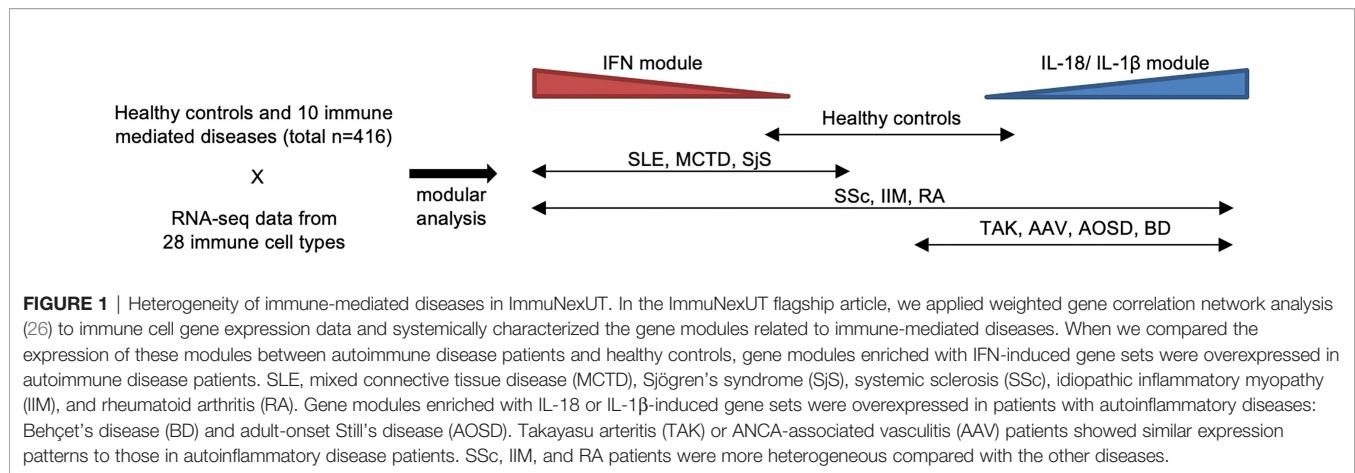 IFN module
IL-18/ IL-1β module
Healthy controls and 10 immune
mediated diseases (total n=416)
X
RNA-seq data from
28 immune cell types
modular
analysis
Healthy controls
SLE, MCTD, SjS
SSc, IIM, RA
TAK, AAV, AOSD, BD
FIGURE 1 | Heterogeneity of immune-mediated diseases in ImmuNexUT. In the ImmuNexUT flagship article, we applied weighted gene correlation network analysis
(26) to immune cell gene expression data and systemically characterized the gene modules related to immune-mediated diseases. When we compared the
expression of these modules between autoimmune disease patients and healthy controls, gene modules enriched with IFN-induced gene sets were overexpressed in
autoimmune disease patients. SLE, mixed connective tissue disease (MCTD), Sjögren’s syndrome (SjS), systemic sclerosis (SSc), idiopathic inflammatory myopathy
(IIM), and rheumatoid arthritis (RA). Gene modules enriched with IL-18 or IL-1β-induced gene sets were overexpressed in patients with autoinflammatory diseases:
Behçet’s disease (BD) and adult-onset Still’s disease (AOSD). Takayasu arteritis (TAK) or ANCA-associated vasculitis (AAV) patients showed similar expression
patterns to those in autoinflammatory disease patients. SSc, IIM, and RA patients were more heterogeneous compared with the other diseases.